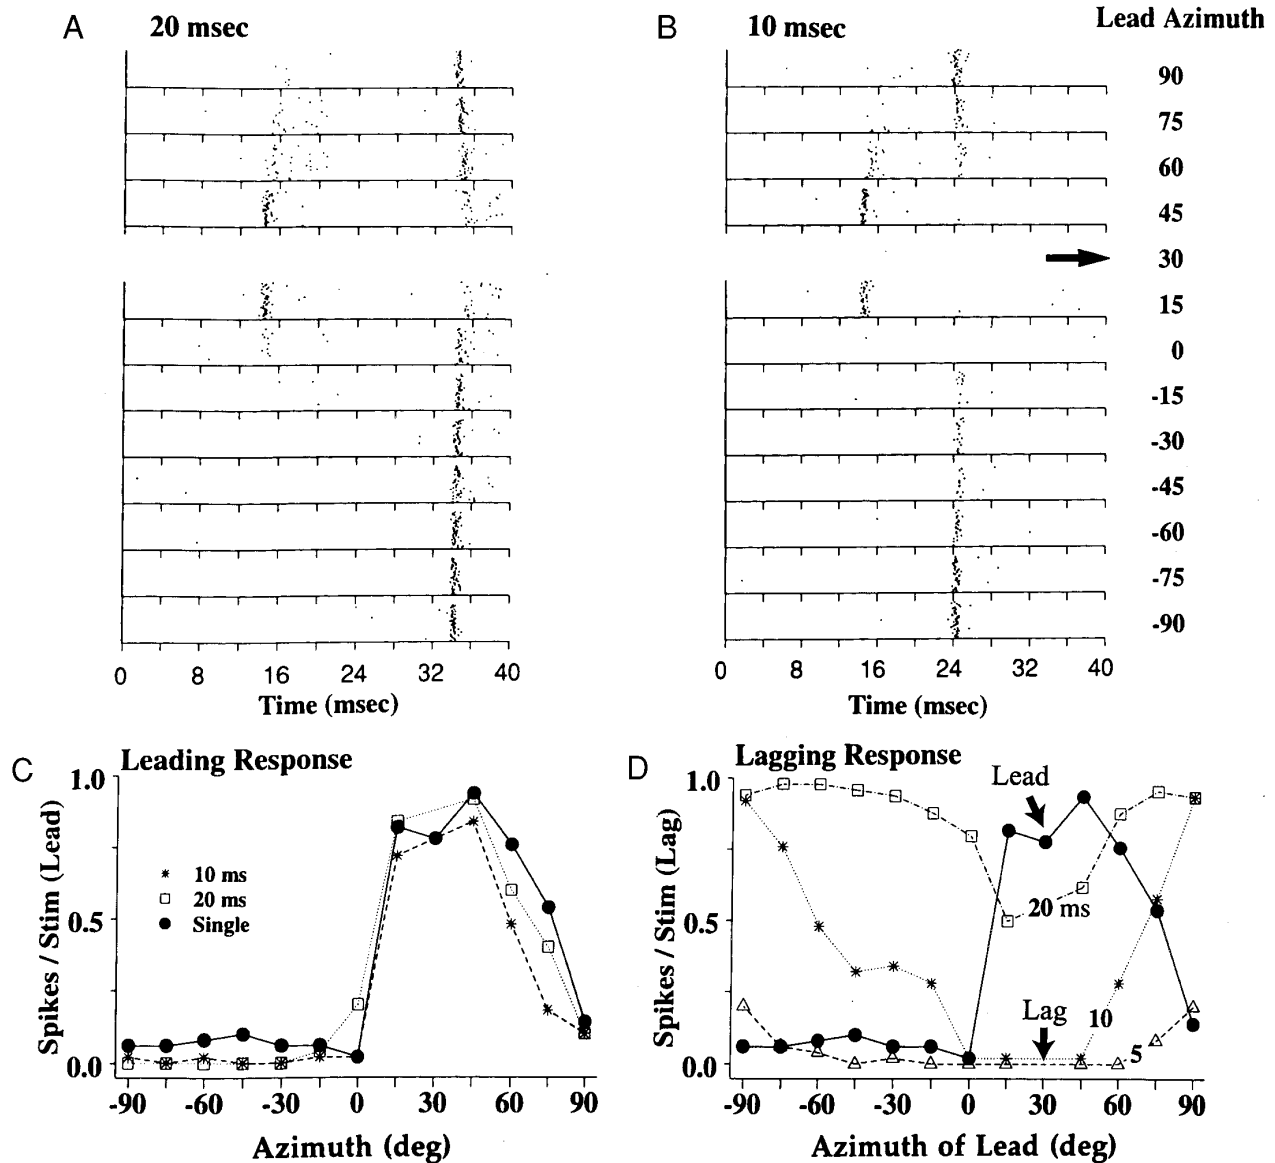 A 20 msec
B 10 msec
Lead Azimuth
90
75
60
45
30
15
0
-15
-30
-45
-60
-75
-90
0 8 16 24 32 40
Time (msec)
0 8 16 24 32 40
Time (msec)
C Leading Response
1.0
0.5
0.0
Spikes / Stim (Lead)
10 ms
20 ms
Single
-90 -60 -30 0 30 60 90
Azimuth (deg)
D Lagging Response
1.0
0.5
0.0
Spikes / Stim (Lag)
Lead
20 ms
Lag
10
5
-90 -60 -30 0 30 60 90
Azimuth of Lead (deg)